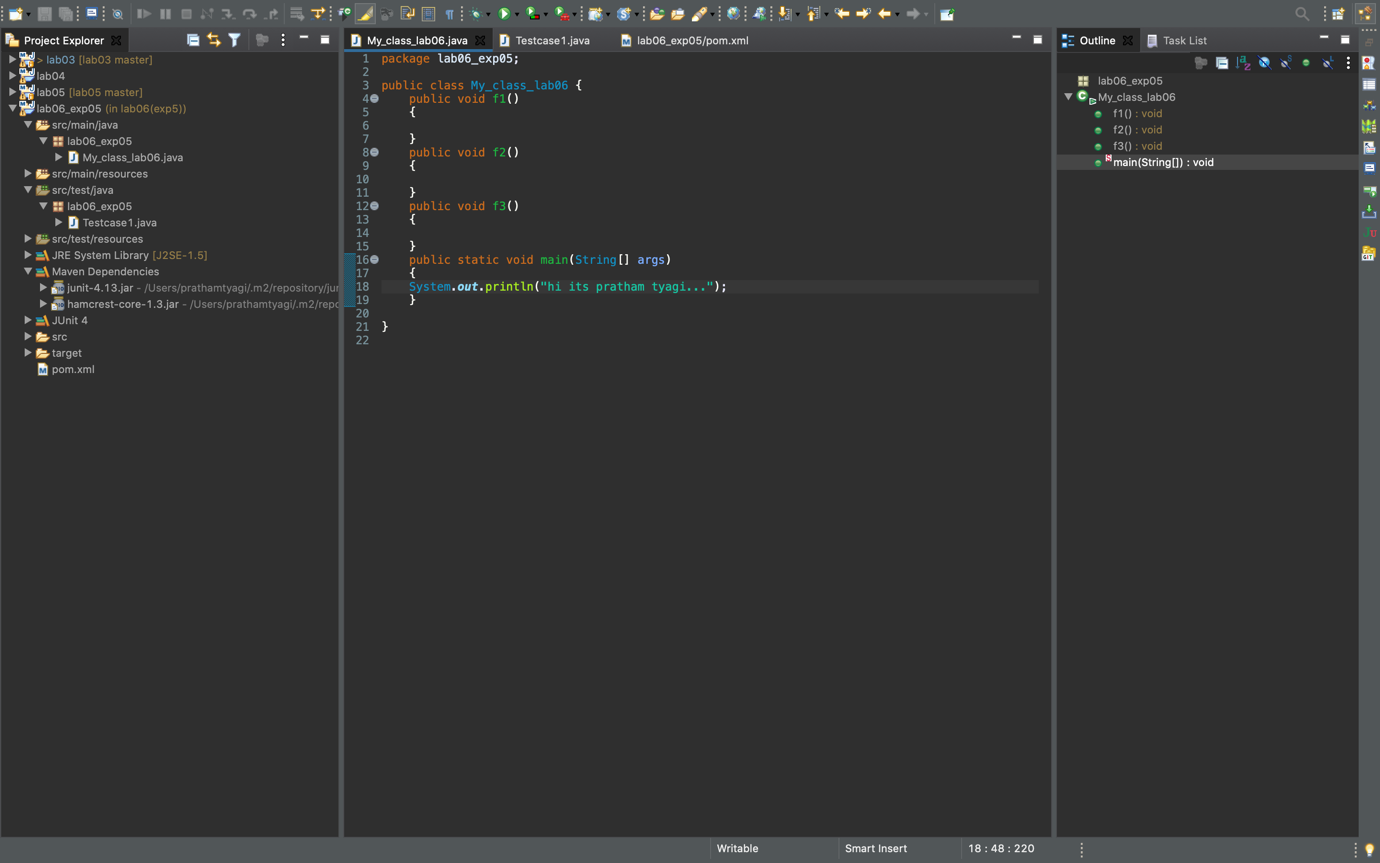 Project Explorer
> lab03 [lab03 master]
lab04
lab05 [lab05 master]
lab06_exp05 (in lab06(exp5))
src/main/java
lab06_exp05
My_class_lab06.java
src/main/resources
src/test/java
lab06_exp05
Testcase1.java
src/test/resources
JRE System Library [J2SE-1.5]
Maven Dependencies
junit-4.13.jar - /Users/prathamtyagi/.m2/repository/jun
hamcrest-core-1.3.jar - /Users/prathamtyagi/.m2/repo
JUnit 4
src
target
pom.xml
My_class_lab06.java Testcase1.java lab06_exp05/pom.xml
1 package lab06_exp05;
2
3 public class My_class_lab06 {
4 public void f1()
5 {
6
7 }
8 public void f2()
9 {
10
11 }
12 public void f3()
13 {
14
15 }
16 public static void main(String[] args)
17 {
18 System.out.println("hi its pratham tyagi...");
19 }
20
21 }
22
Outline Task List
lab06_exp05
My_class_lab06
f1() : void
f2() : void
f3() : void
main(String[]) : void
Writable Smart Insert 18 : 48 : 220